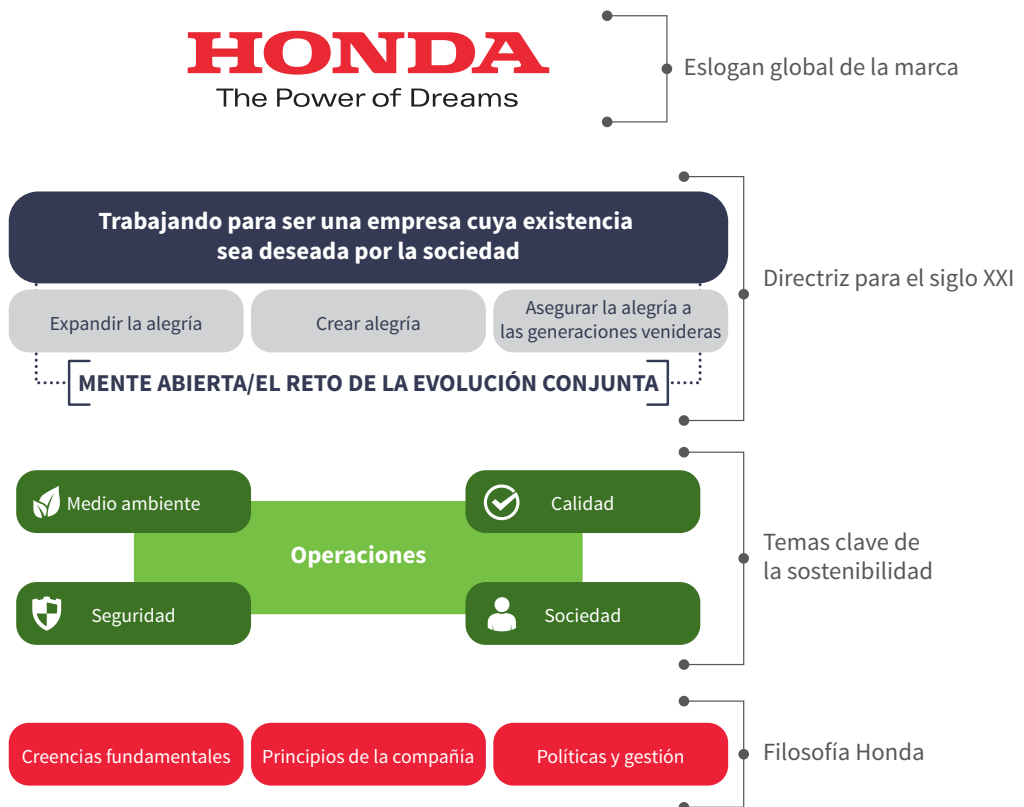 HONDA
The Power of Dreams
Eslogan global de la marca
Trabajando para ser una empresa cuya existencia
sea deseada por la sociedad
Expandir la alegría
Crear alegría
Asegurar la alegría a
las generaciones venideras
MENTE ABIERTA/EL RETO DE LA EVOLUCIÓN CONJUNTA
Directriz para el siglo XXI
Medio ambiente
Calidad
Operaciones
Seguridad
Sociedad
Temas clave de
la sostenibilidad
Creencias fundamentales
Principios de la compañía
Políticas y gestión
Filosofía Honda